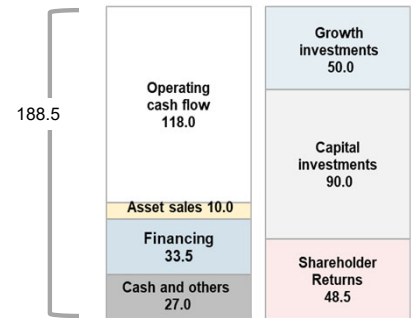 188.5
Operating
cash flow
118.0
Asset sales 10.0
Financing
33.5
Cash and others
27.0
Growth
investments
50.0
Capital
investments
90.0
Shareholder
Returns
48.5